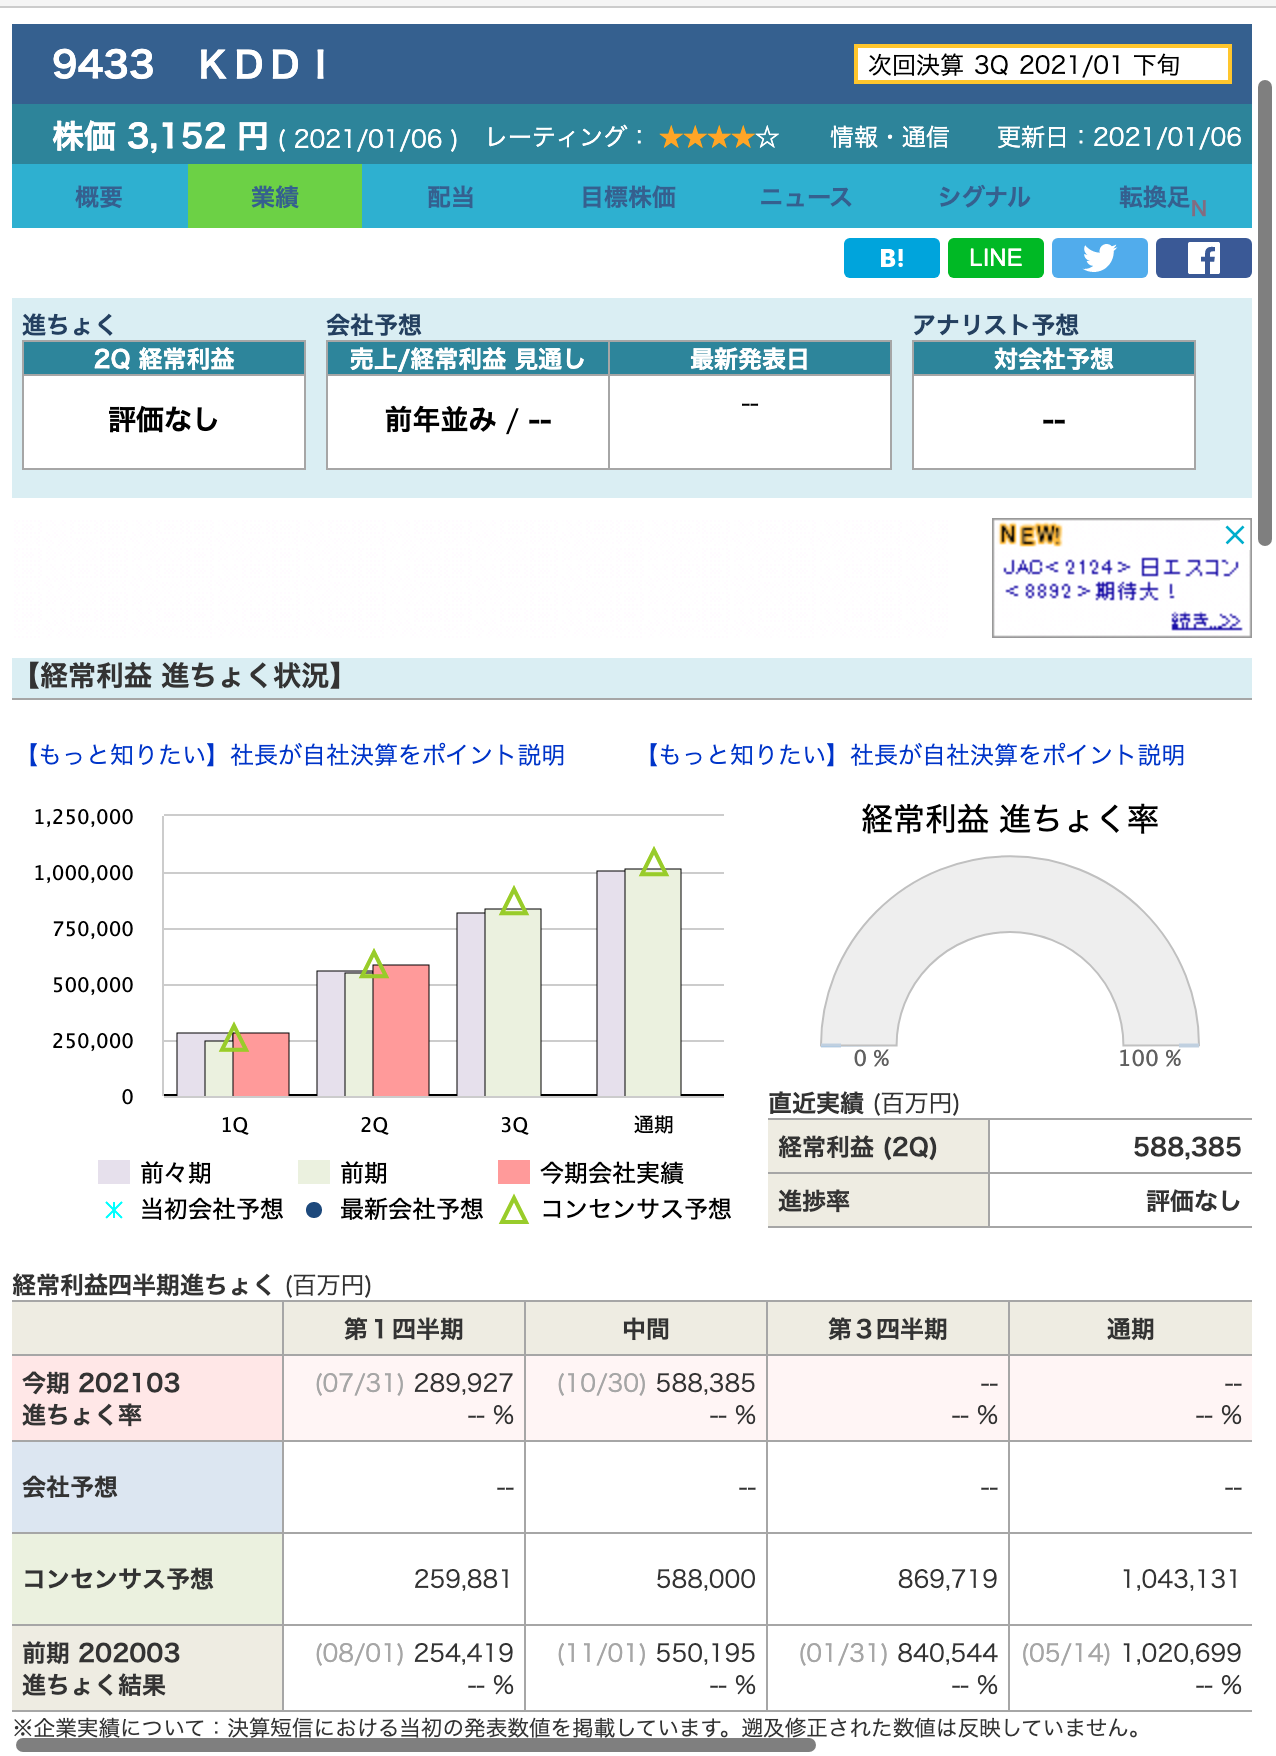 9433 ＫＤＤＩ
次回決算 3Q 2021/01 下旬
株価 3,152 円 ( 2021/01/06 ) レーティング： ★★★★☆ 情報・通信 更新日：2021/01/06
概要 業績 配当 目標株価 ニュース シグナル 転換足N
B! LINE
進ちょく 会社予想 アナリスト予想
2Q 経常利益 売上/経常利益 見通し 最新発表日 対会社予想
評価なし 前年並み / -- -- --
NEW!
JAC<2124> 日エスコン
<8892>期待大！
続き..>>
【経常利益 進ちょく状況】
【もっと知りたい】社長が自社決算をポイント説明 【もっと知りたい】社長が自社決算をポイント説明
経常利益 進ちょく率
1,250,000
1,000,000
750,000
500,000
250,000
0
1Q 2Q 3Q 通期
0 % 100 %
前々期 前期 今期会社実績
当初会社予想 最新会社予想 コンセンサス予想
直近実績 (百万円)
経常利益 (2Q) 588,385
進捗率 評価なし
経常利益四半期進ちょく (百万円)
第１四半期 中間 第３四半期 通期
今期 202103 (07/31) 289,927 (10/30) 588,385 -- --
進ちょく率 -- % -- % -- % -- %
会社予想 -- -- -- --
コンセンサス予想 259,881 588,000 869,719 1,043,131
前期 202003 (08/01) 254,419 (11/01) 550,195 (01/31) 840,544 (05/14) 1,020,699
進ちょく結果 -- % -- % -- % -- %
※企業実績について：決算短信における当初の発表数値を掲載しています。遡及修正された数値は反映していません。